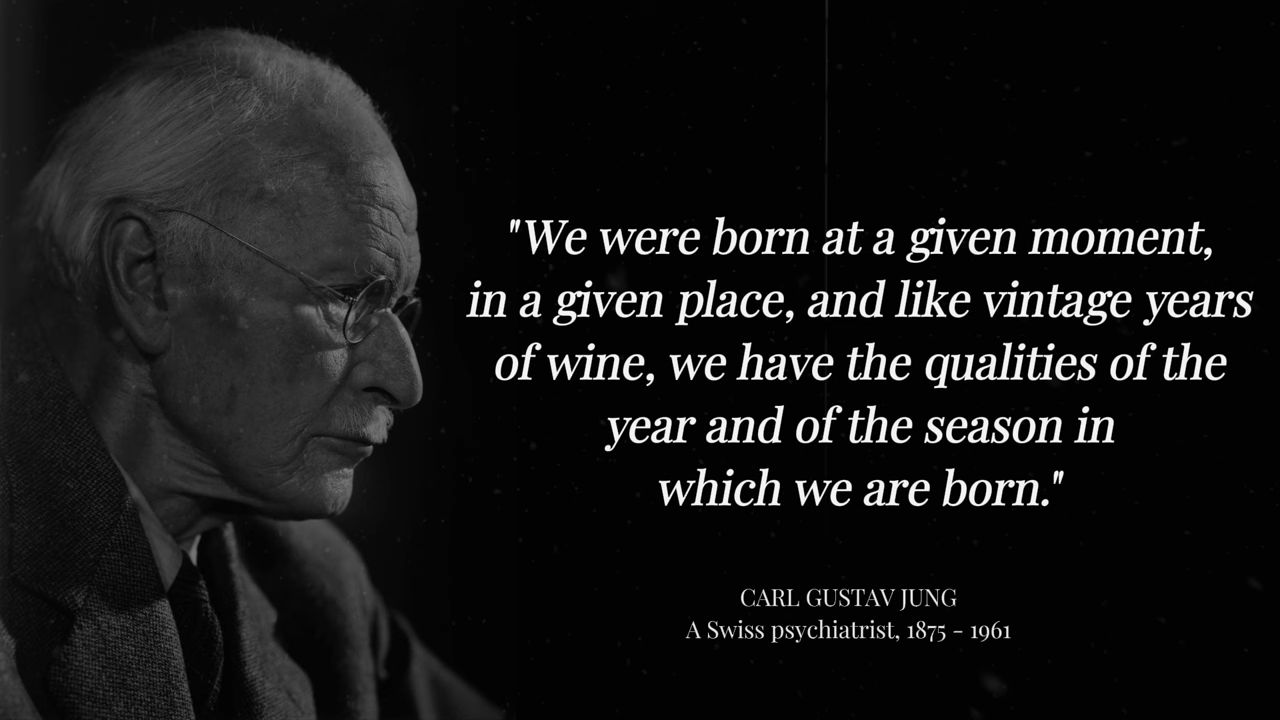 "We were born at a given moment,
in a given place, and like vintage years
of wine, we have the qualities of the
year and of the season in
which we are born."
CARL GUSTAV JUNG
A Swiss psychiatrist, 1875 - 1961